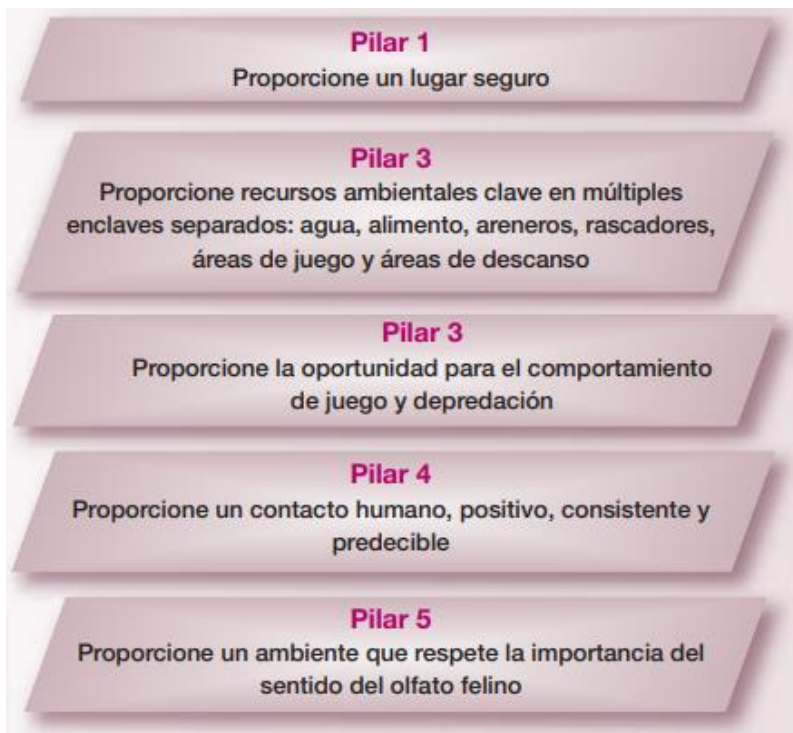 Pilar 1
Proporcione un lugar seguro
Pilar 3
Proporcione recursos ambientales clave en múltiples
enclaves separados: agua, alimento, areneros, rascadores,
áreas de juego y áreas de descanso
Pilar 3
Proporcione la oportunidad para el comportamiento
de juego y depredación
Pilar 4
Proporcione un contacto humano, positivo, consistente y
predecible
Pilar 5
Proporcione un ambiente que respete la importancia del
sentido del olfato felino